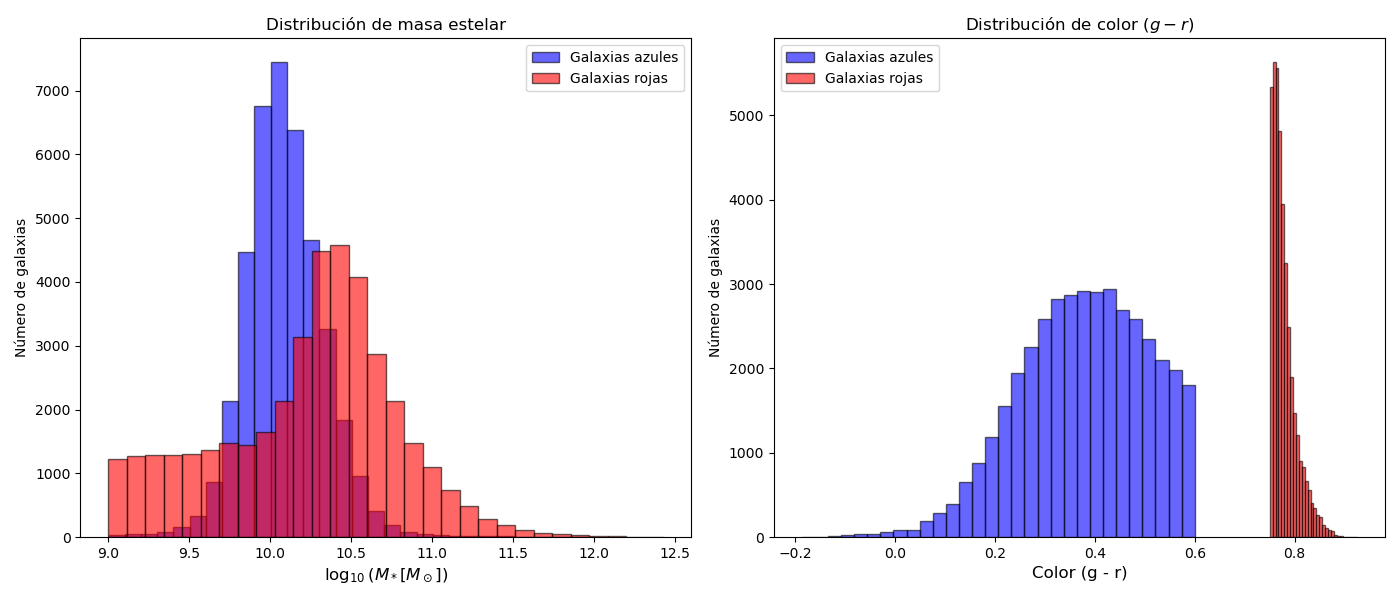 Distribución de masa estelar
Galaxias azules
Galaxias rojas
Número de galaxias
7000
6000
5000
4000
3000
2000
1000
0
9.0 9.5 10.0 10.5 11.0 11.5 12.0 12.5
log₁₀(M_*[M_⊙])
Distribución de color (g − r)
Galaxias azules
Galaxias rojas
Número de galaxias
5000
4000
3000
2000
1000
0
−0.2 0.0 0.2 0.4 0.6 0.8
Color (g - r)